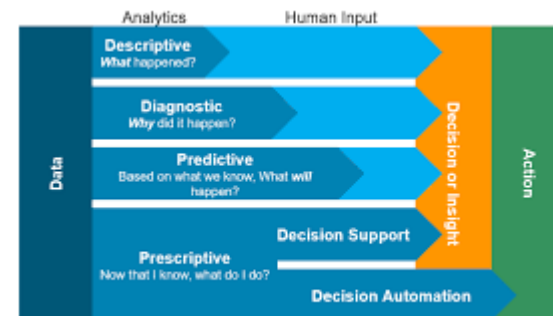 Analytics
Human Input
Descriptive
What happened?
Diagnostic
Why did it happen?
Predictive
Based on what we know, What will
happen?
Prescriptive
Now that I know, what do I do?
Decision Support
Decision Automation
Data
Decision or Insight
Action